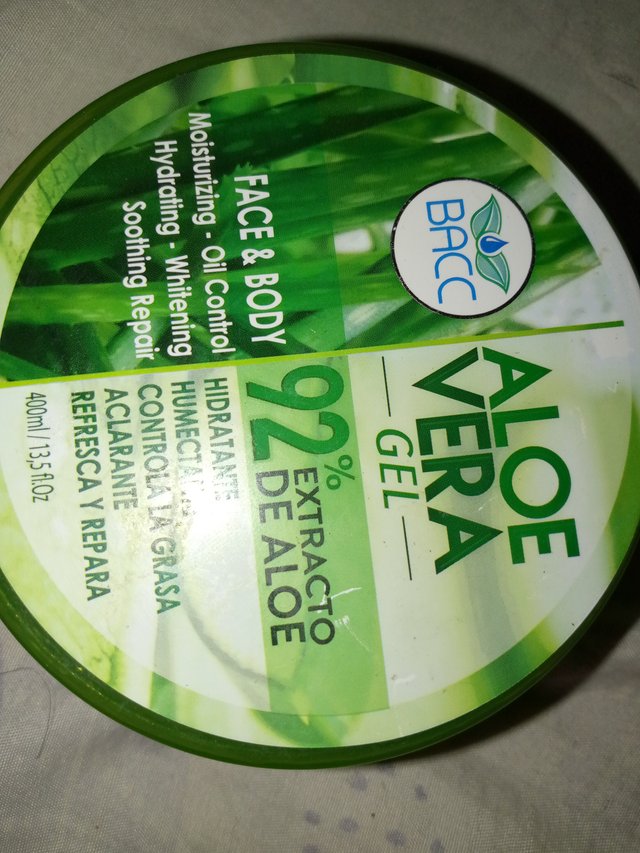 BACC
ALOE
VERA
GEL
FACE & BODY
Moisturizing - Oil Control
Hydrating - Whitening
Soothing Repair
92%
EXTRACTO
DE ALOE
HIDRATANTE
CONTROLA LA GRASA
ACLARANTE
REFRESCA Y REPARA
400ml / 13,5 fl.Oz